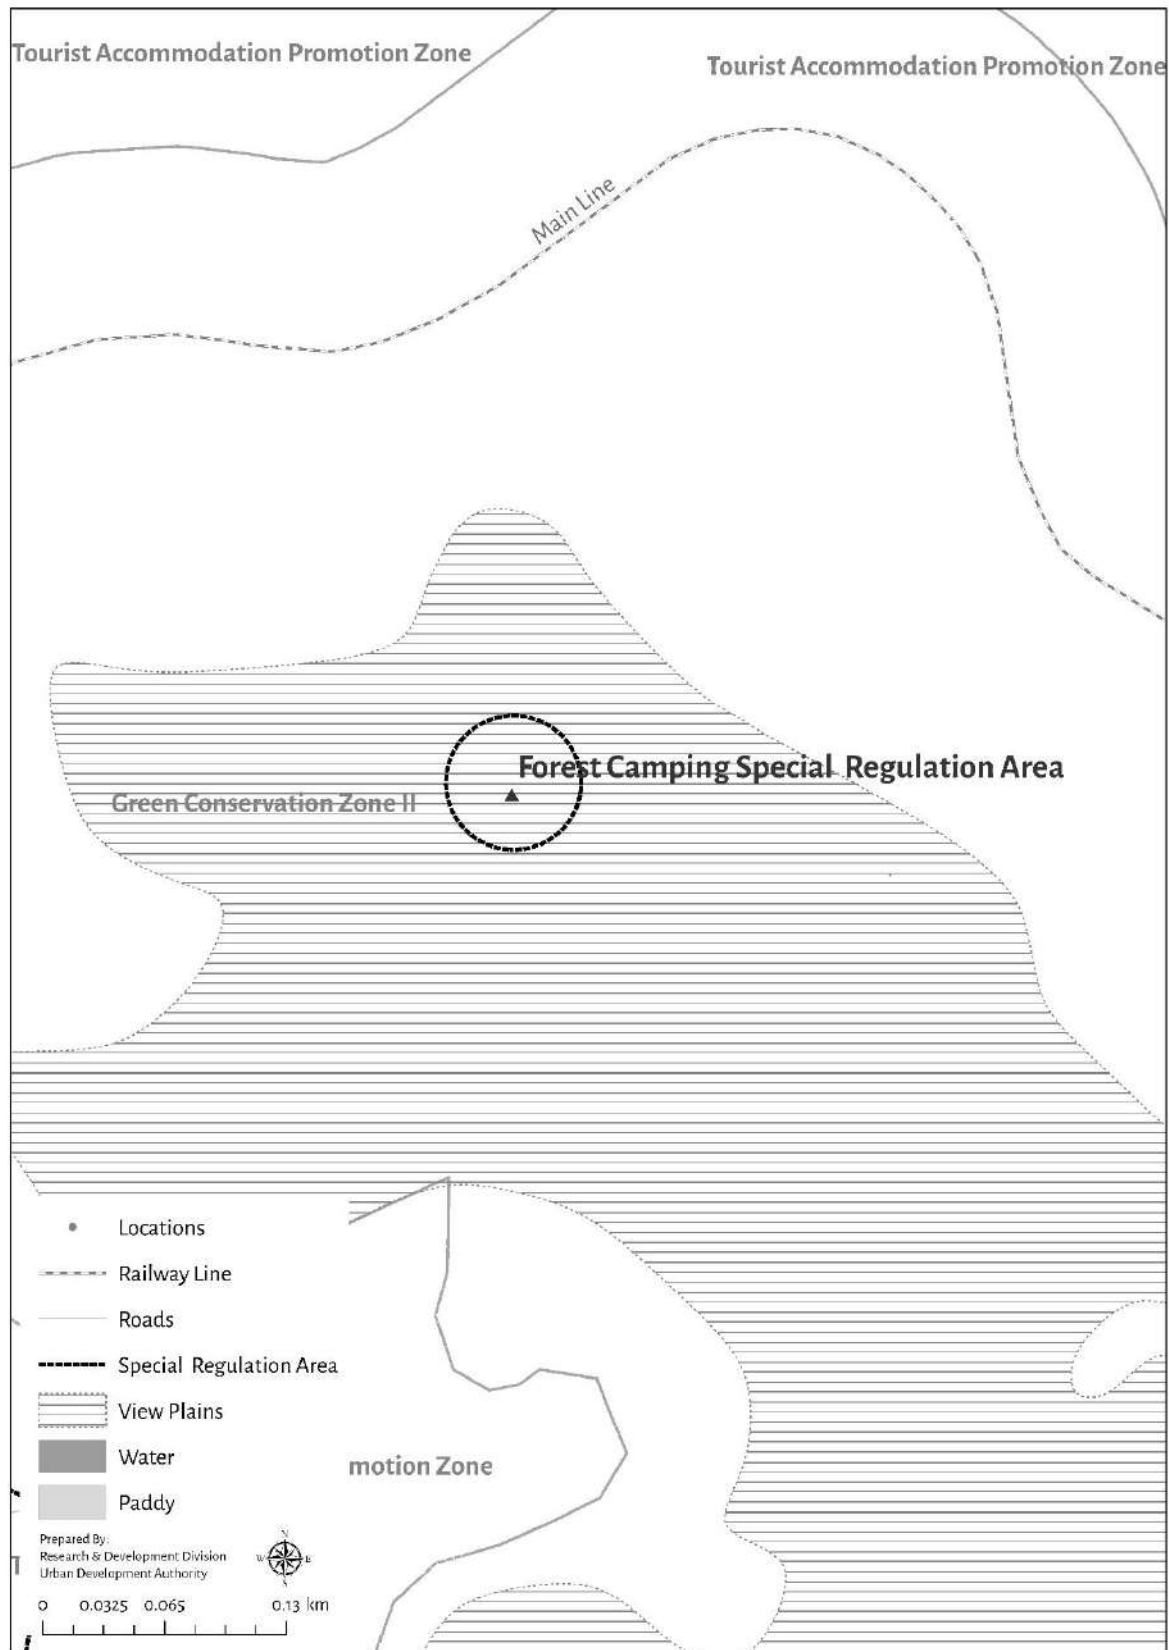 Tourist Accommodation Promotion Zone
Tourist Accommodation Promotion Zone
Main Line
Forest Camping Special Regulation Area
Green Conservation Zone II
Locations
Railway Line
Roads
Special Regulation Area
View Plains
Water
Paddy
motion Zone
Prepared By:
Research & Development Division
Urban Development Authority
N
W E
S
0 0.0325 0.065 0.13 km